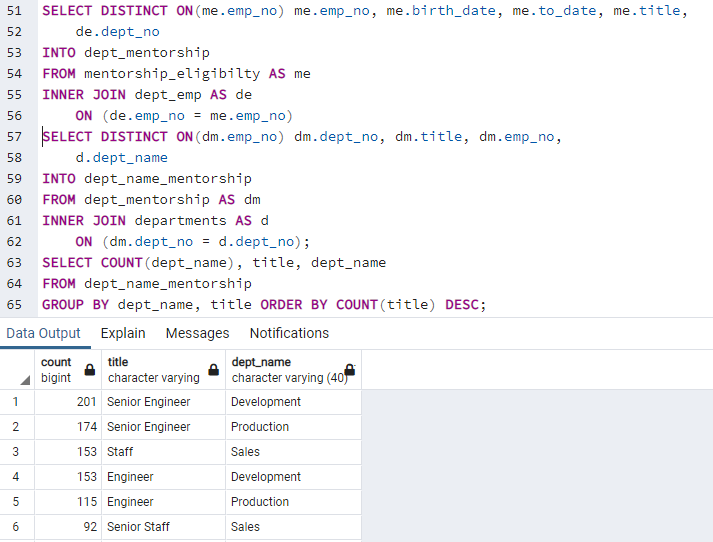 51 SELECT DISTINCT ON(me.emp_no) me.emp_no, me.birth_date, me.to_date, me.title,
52 de.dept_no
53 INTO dept_mentorship
54 FROM mentorship_eligibilty AS me
55 INNER JOIN dept_emp AS de
56 ON (de.emp_no = me.emp_no)
57 SELECT DISTINCT ON(dm.emp_no) dm.dept_no, dm.title, dm.emp_no,
58 d.dept_name
59 INTO dept_name_mentorship
60 FROM dept_mentorship AS dm
61 INNER JOIN departments AS d
62 ON (dm.dept_no = d.dept_no);
63 SELECT COUNT(dept_name), title, dept_name
64 FROM dept_name_mentorship
65 GROUP BY dept_name, title ORDER BY COUNT(title) DESC;
Data Output Explain Messages Notifications
count title dept_name
bigint character varying character varying (40)
1 201 Senior Engineer Development
2 174 Senior Engineer Production
3 153 Staff Sales
4 153 Engineer Development
5 115 Engineer Production
6 92 Senior Staff Sales